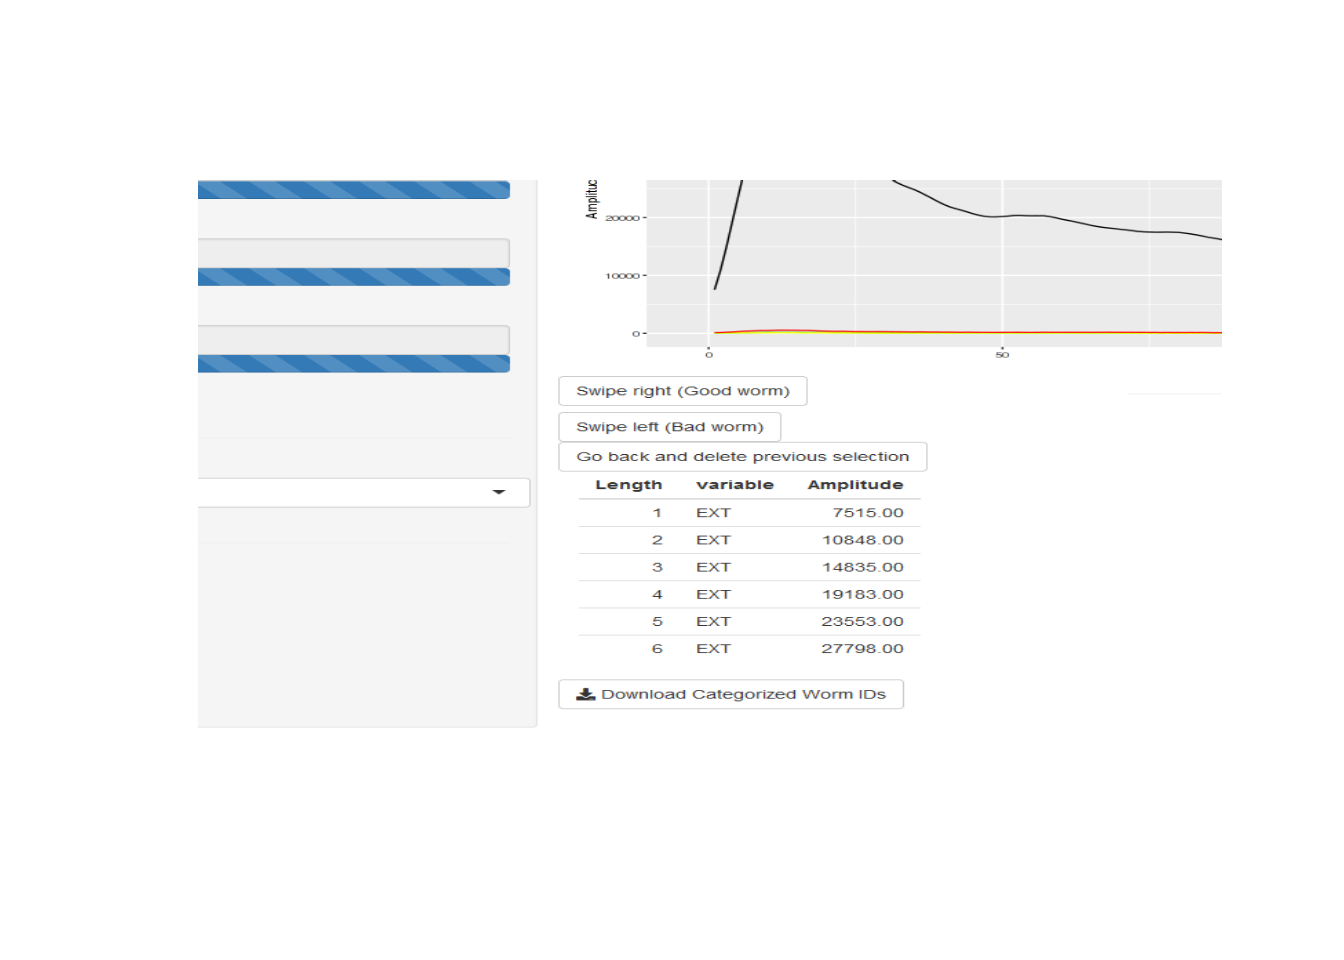 20000
10000
0
0 50
Swipe right (Good worm)
Swipe left (Bad worm)
Go back and delete previous selection
Length variable Amplitude
1 EXT 7515.00
2 EXT 10848.00
3 EXT 14835.00
4 EXT 19183.00
5 EXT 23553.00
6 EXT 27798.00
Download Categorized Worm IDs